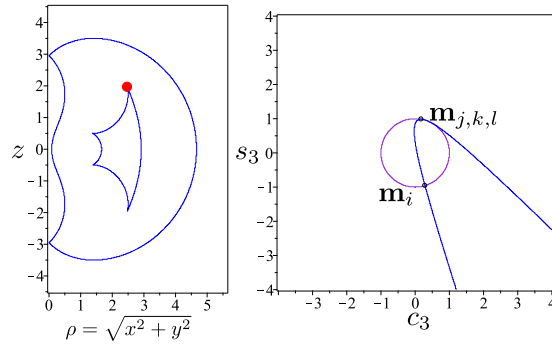 4
3
2
1
z 0
−1
−2
−3
−4
0 1 2 3 4 5
ρ = √x² + y²
4
3
2
m_{j,k,l}
1
s₃ 0
−1
m_i
−2
−3
−4
−3 −2 −1 0 1 2 3 4
c₃